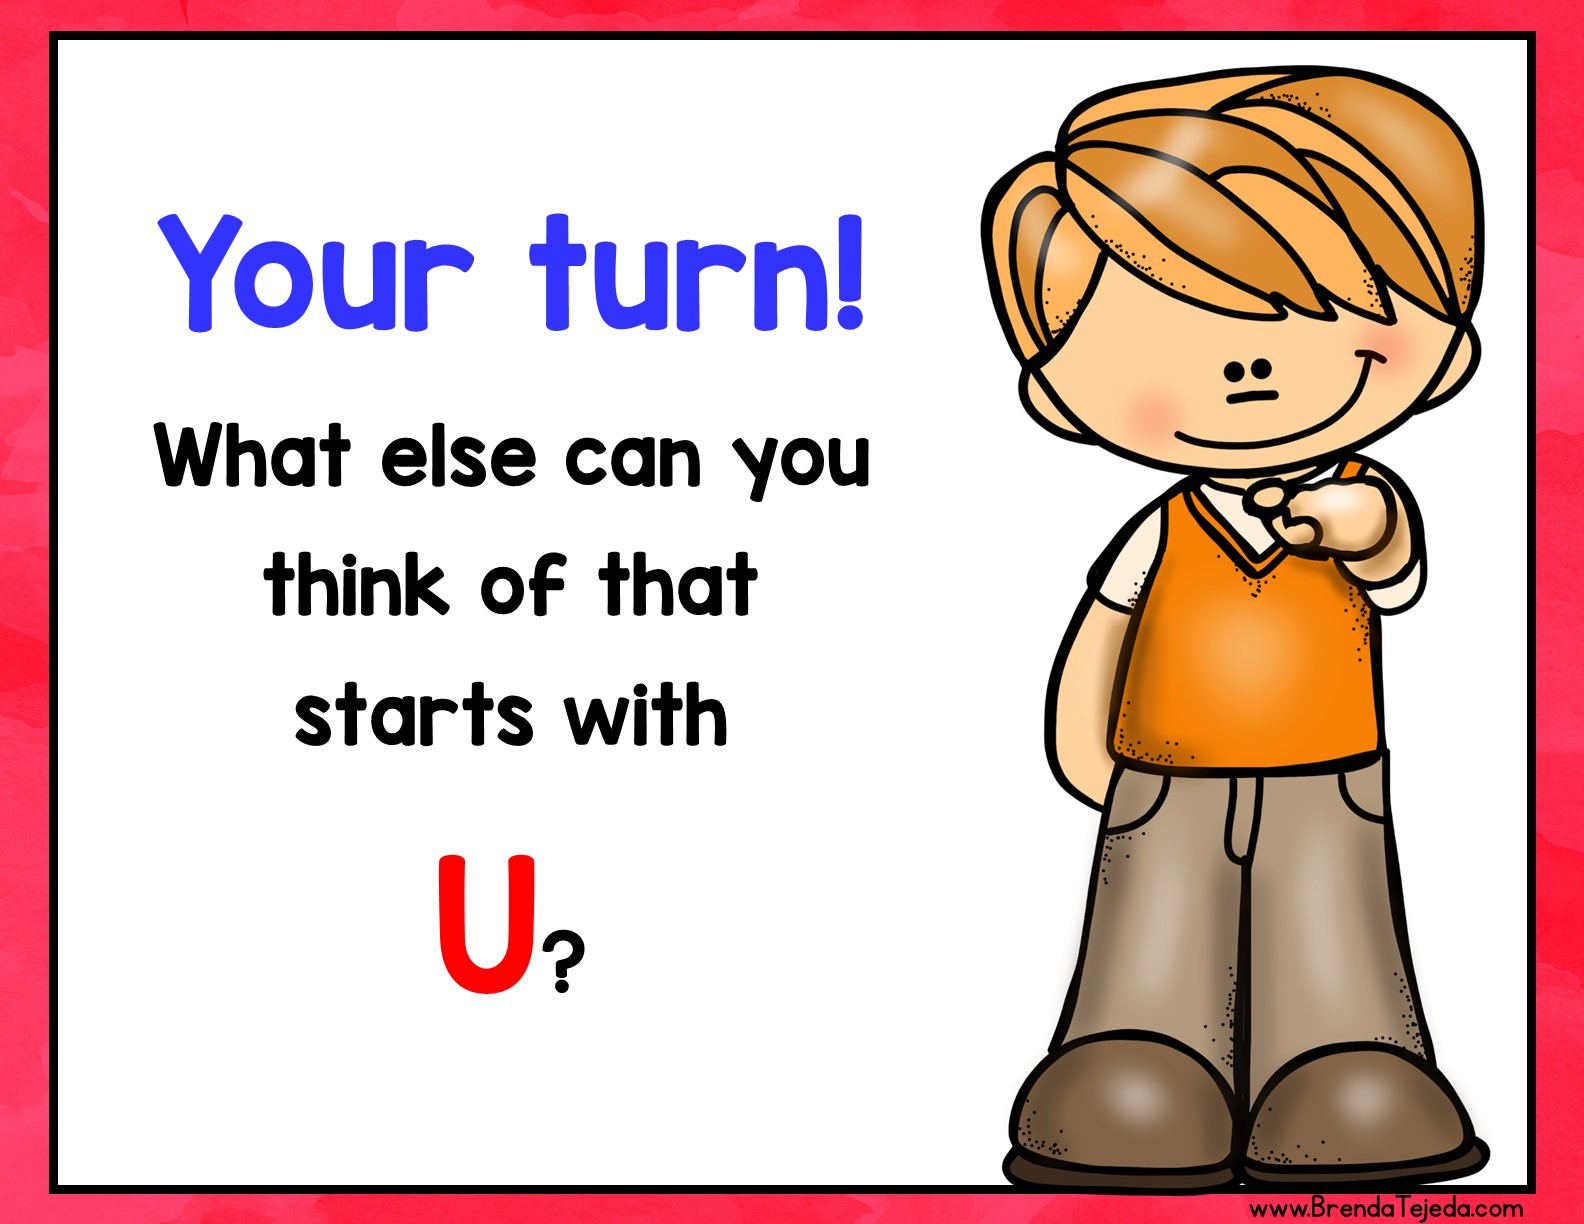 Your turn!
What else can you
think of that
starts with
U?
www.BrendaTejeda.com